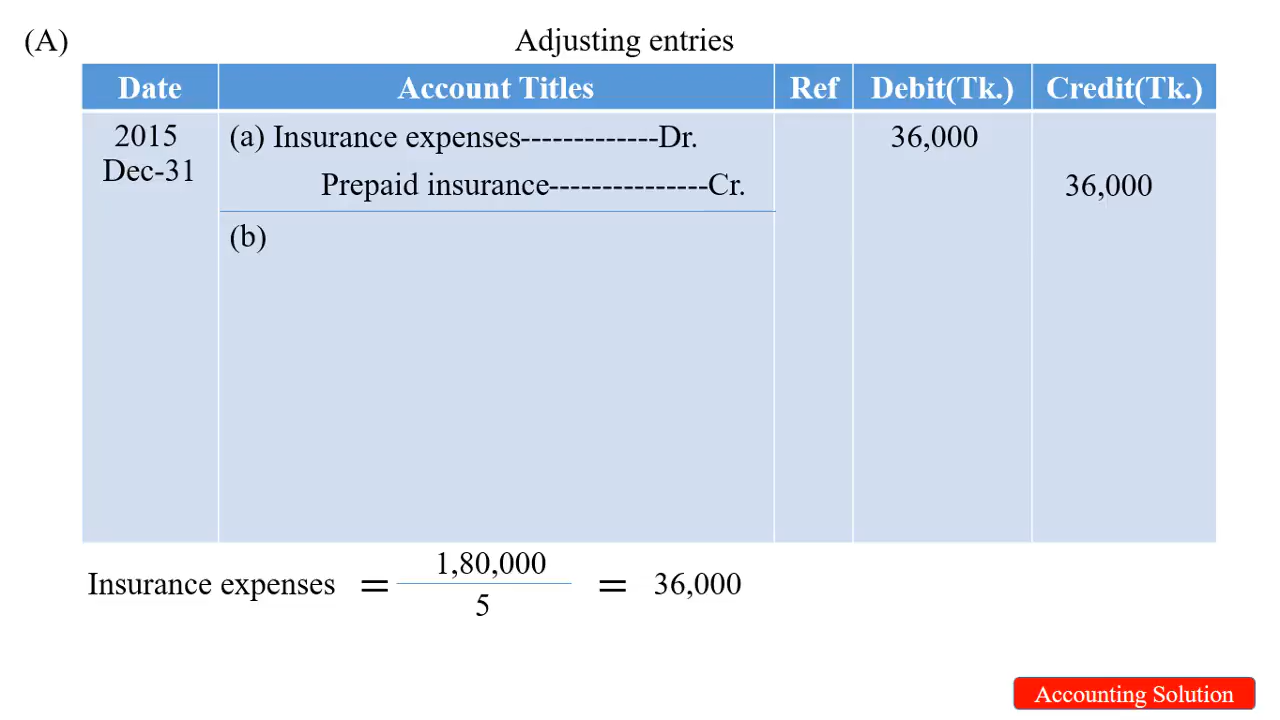 (A)
Adjusting entries
Date Account Titles Ref Debit(Tk.) Credit(Tk.)
2015 (a) Insurance expenses-------------Dr. 36,000
Dec-31
Prepaid insurance---------------Cr. 36,000
(b)
1,80,000
Insurance expenses = = 36,000
5
Accounting Solution